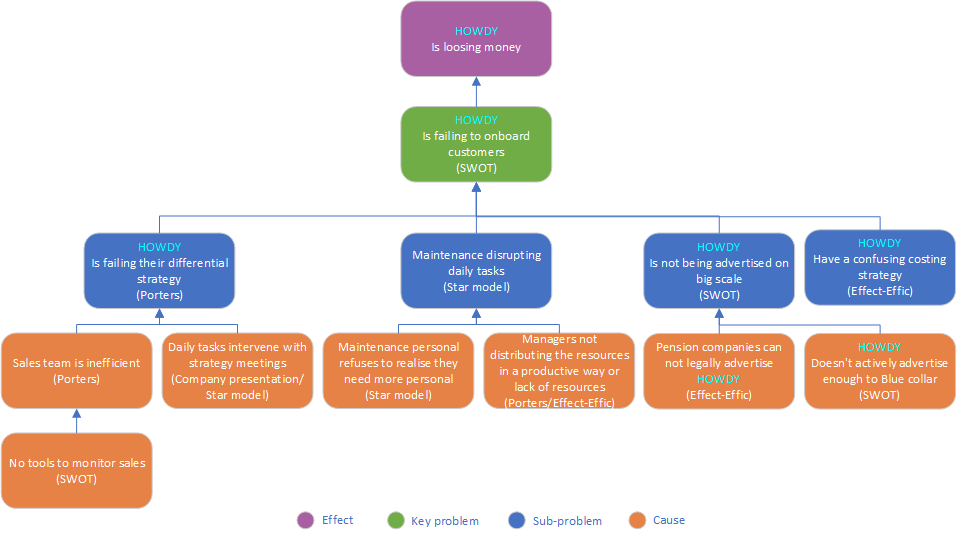 HOWDY
Is loosing money
HOWDY
Is failing to onboard
customers
(SWOT)
HOWDY
Is failing their differential
strategy
(Porters)
Maintenance disrupting
daily tasks
(Star model)
HOWDY
Is not being advertised on
big scale
(SWOT)
HOWDY
Have a confusing costing
strategy
(Effect-Effic)
Sales team is inefficient
(Porters)
Daily tasks intervene with
strategy meetings
(Company presentation/
Star model)
Maintenance personal
refuses to realise they
need more personal
(Star model)
Managers not
distributing the resources
in a productive way or
lack of resources
(Porters/Effect-Effic)
Pension companies can
not legally advertise
HOWDY
(Effect-Effic)
HOWDY
Doesn't actively advertise
enough to Blue collar
(SWOT)
No tools to monitor sales
(SWOT)
Effect
Key problem
Sub-problem
Cause